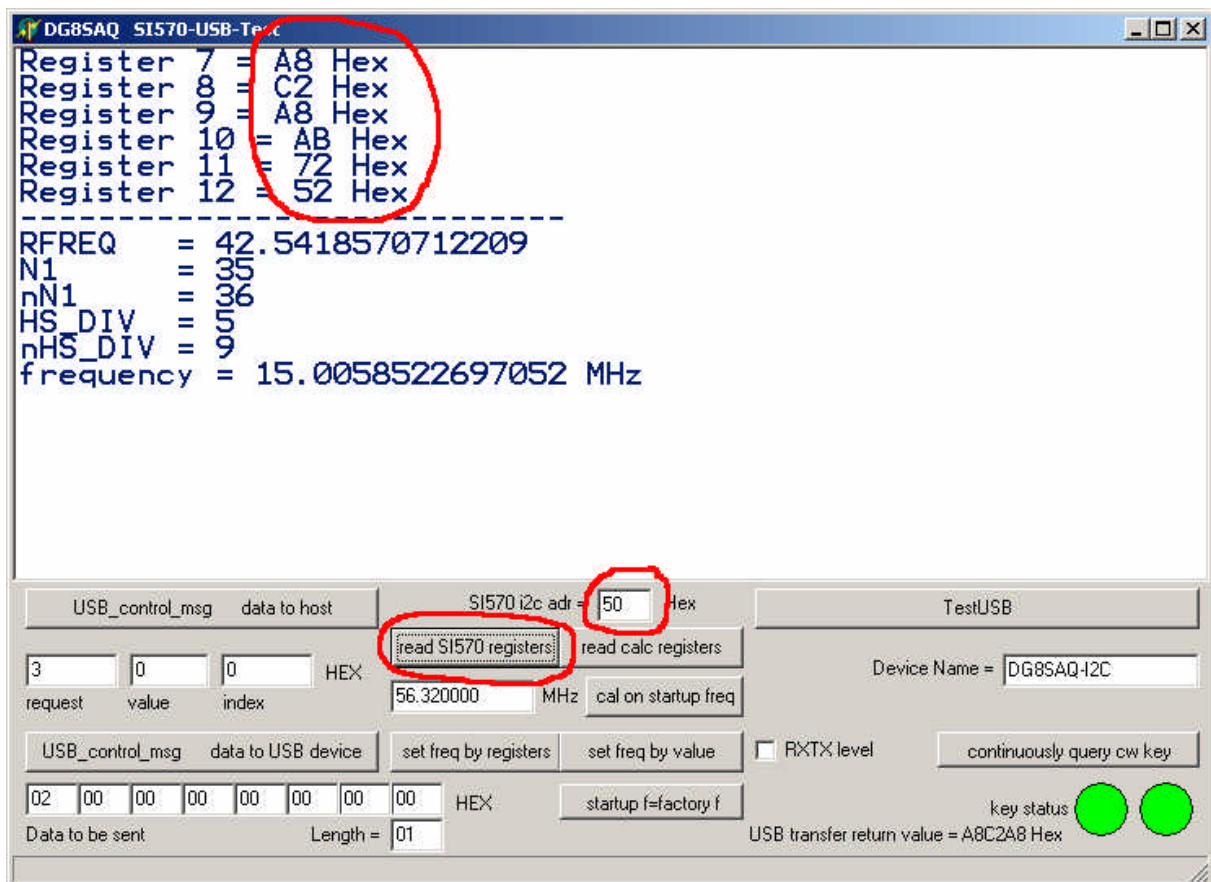 DG8SAQ SI570-USB-Test
Register 7 = A8 Hex
Register 8 = C2 Hex
Register 9 = A8 Hex
Register 10 = AB Hex
Register 11 = 72 Hex
Register 12 = 52 Hex
----------------------------
RFREQ = 42.5418570712209
N1 = 35
nN1 = 36
HS_DIV = 5
nHS_DIV = 9
frequency = 15.0058522697052 MHz
USB_control_msg data to host
SI570 i2c adr = 50 Hex
TestUSB
read SI570 registers read calc registers
3 0 0 HEX
request value index
Device Name = DG8SAQ-I2C
56.320000 MHz cal on startup freq
USB_control_msg data to USB device
set freq by registers set freq by value
RXTX level
continuously query cw key
02 00 00 00 00 00 00 00 HEX
startup f=factory f
key status
Data to be sent Length = 01
USB transfer return value = A8C2A8 Hex